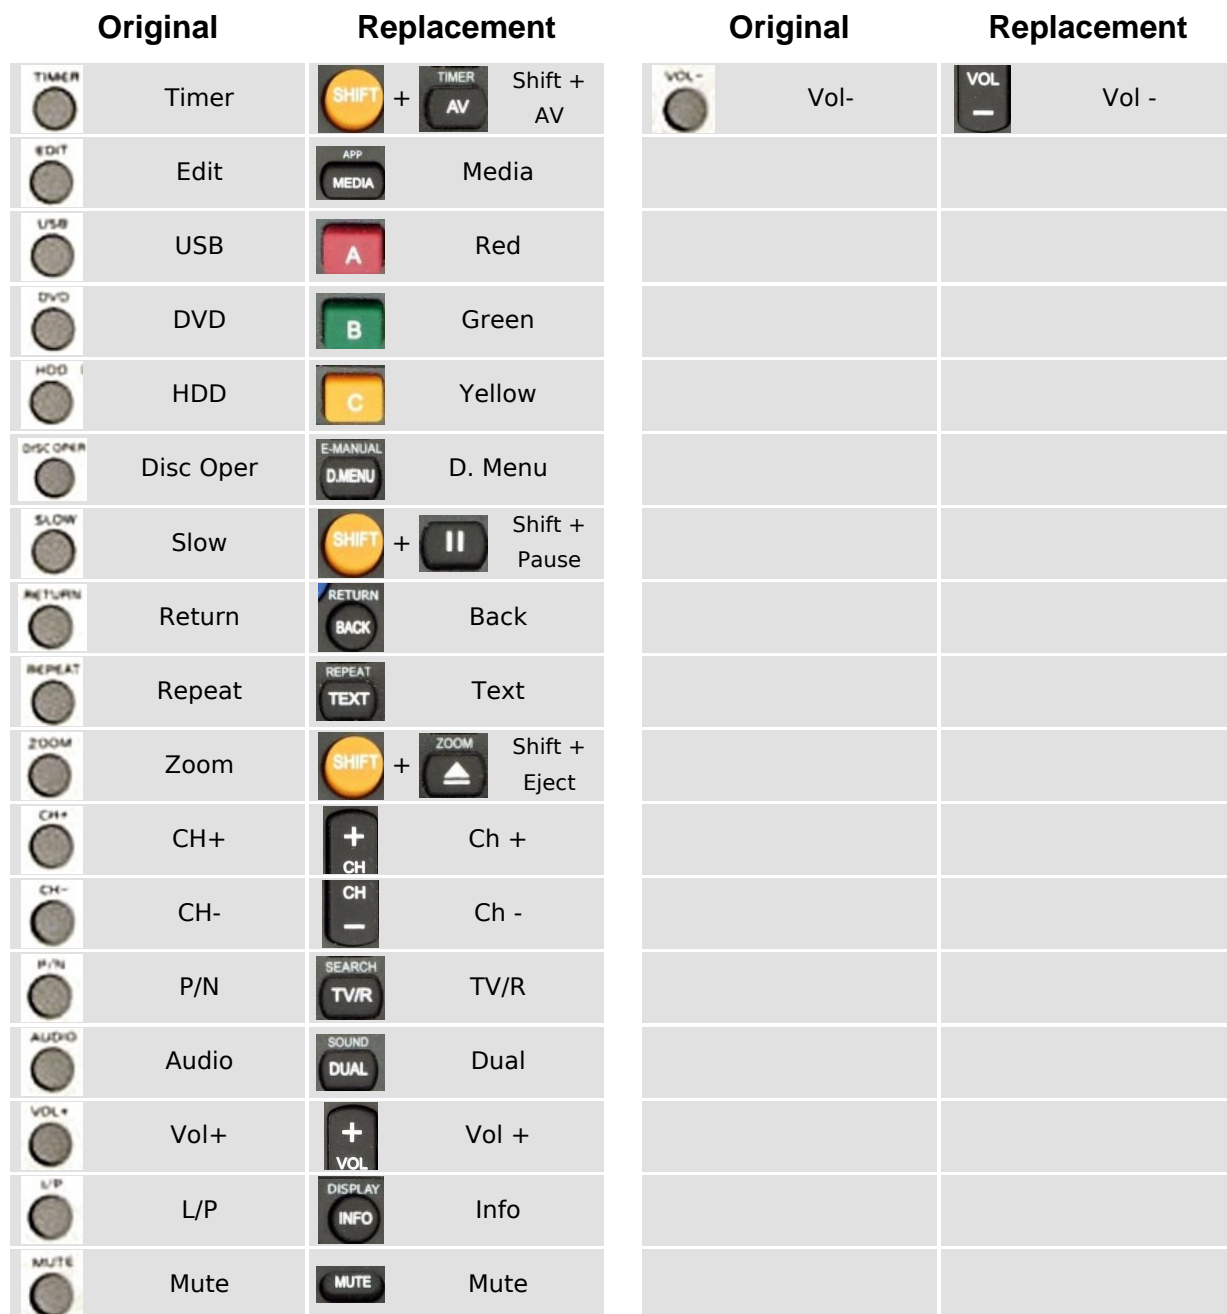 Original Replacement Original Replacement
TIMER Timer SHIFT + TIMER AV Shift + AV VOL- Vol- VOL – Vol -
EDIT Edit APP MEDIA Media
USB USB A Red
DVD DVD B Green
HDD HDD C Yellow
DISC OPER Disc Oper E-MANUAL D.MENU D. Menu
SLOW Slow SHIFT + Shift + Pause
RETURN Return RETURN BACK Back
REPEAT Repeat REPEAT TEXT Text
ZOOM Zoom SHIFT + ZOOM Shift + Eject
CH+ CH+ + CH Ch +
CH- CH- CH – Ch -
P/N P/N SEARCH TV/R TV/R
AUDIO Audio SOUND DUAL Dual
VOL+ Vol+ + VOL Vol +
L/P L/P DISPLAY INFO Info
MUTE Mute MUTE Mute